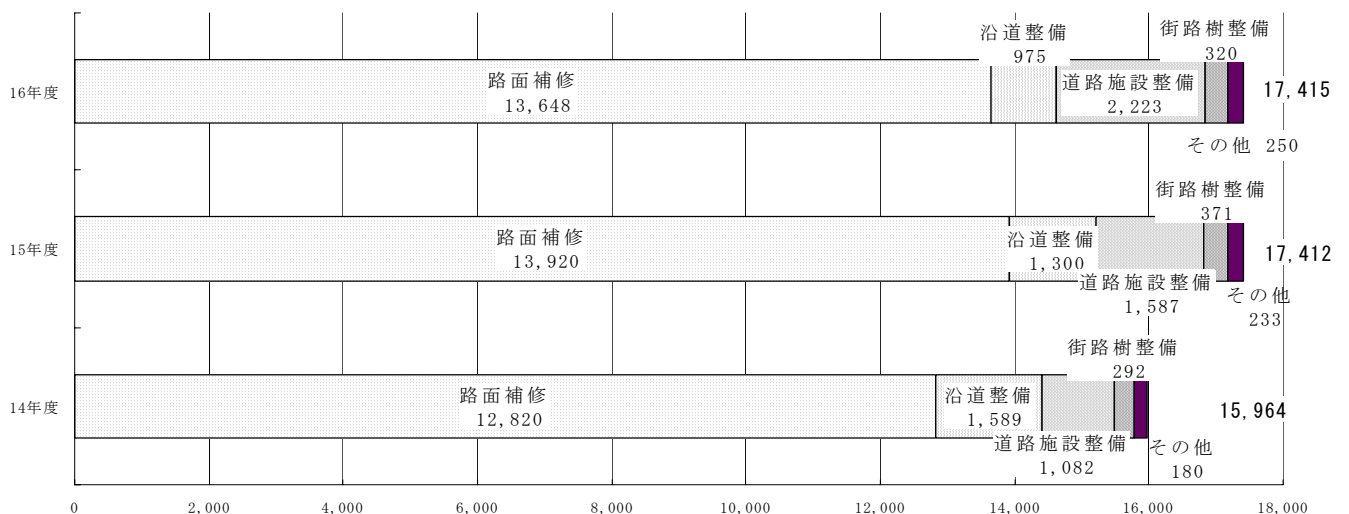 沿道整備
975
街路樹整備
320
16年度
路面補修
13,648
道路施設整備
2,223
17,415
その他 250
街路樹整備
371
15年度
路面補修
13,920
沿道整備
1,300
17,412
道路施設整備
1,587
その他
233
街路樹整備
292
14年度
路面補修
12,820
沿道整備
1,589
15,964
道路施設整備
1,082
その他
180
0 2,000 4,000 6,000 8,000 10,000 12,000 14,000 16,000 18,000